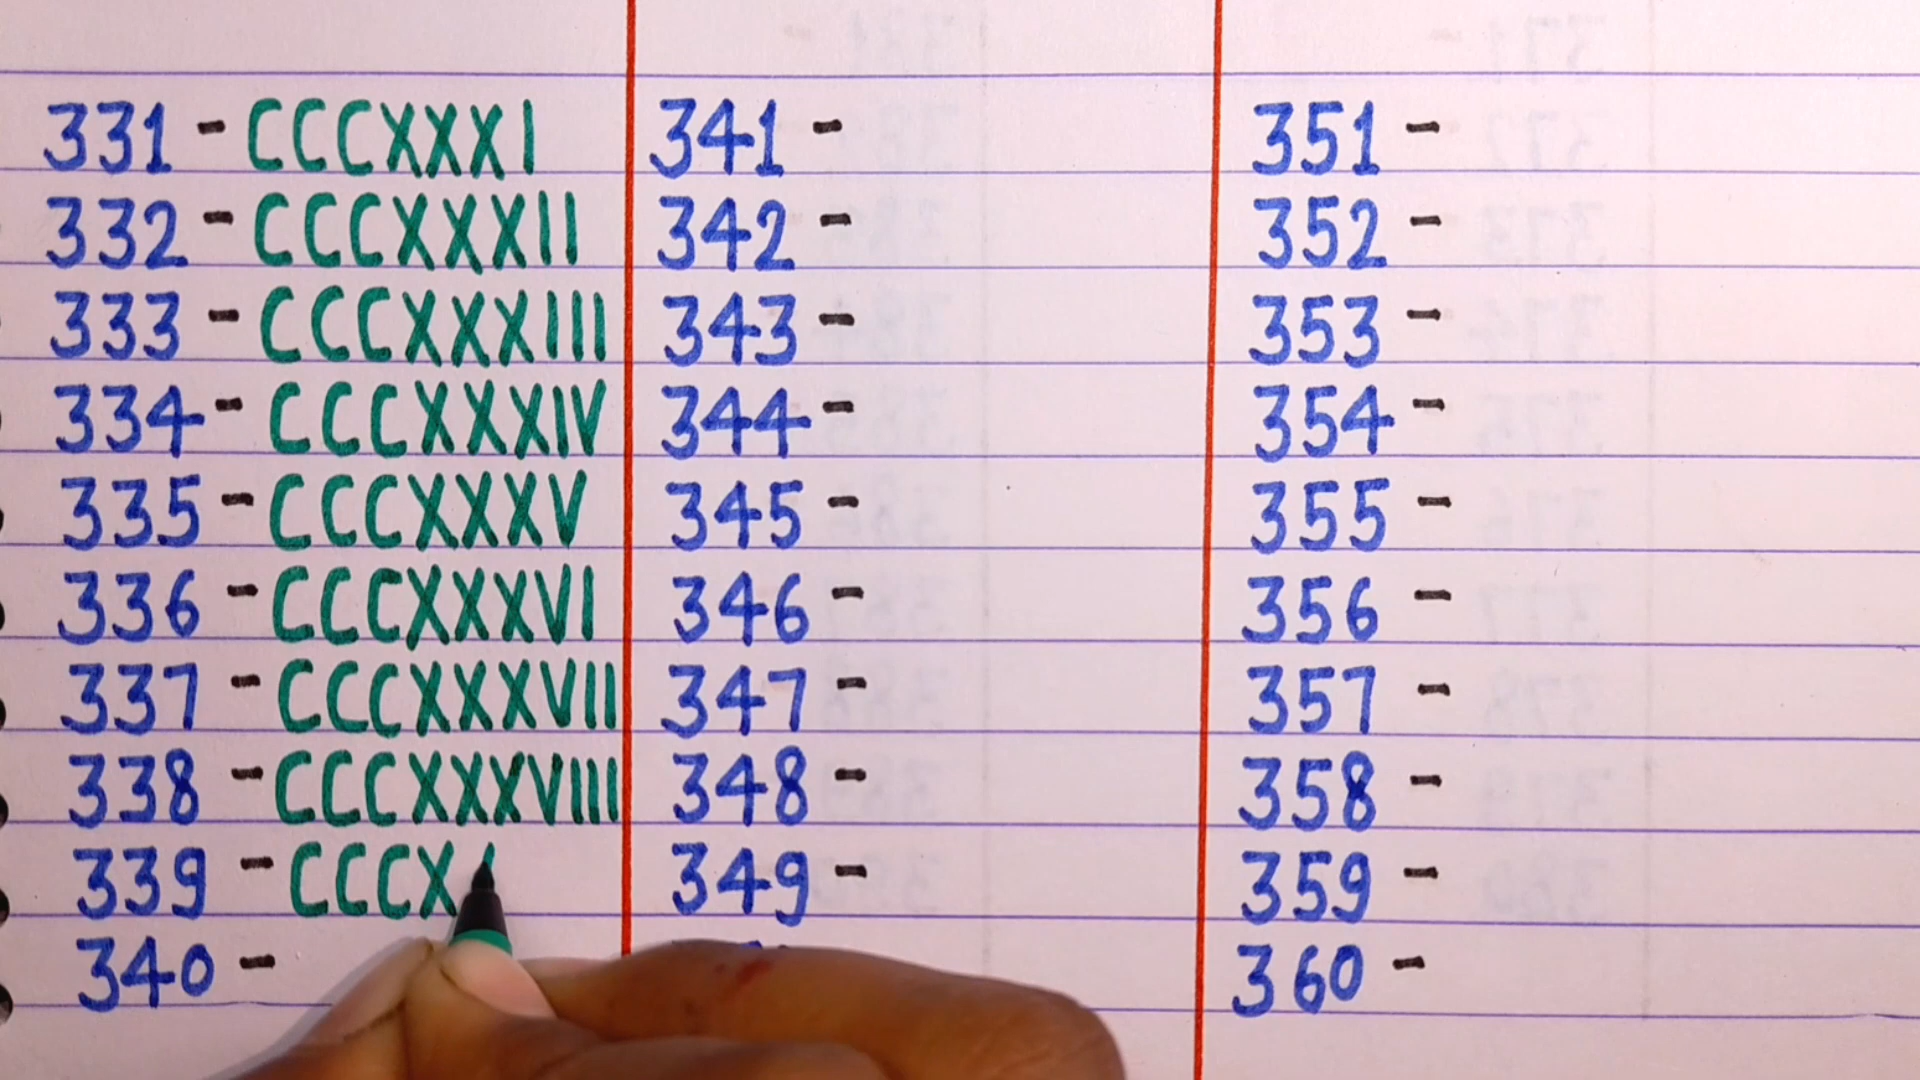 331 - CCCXXXI
332 - CCCXXXII
333 - CCCXXXIII
334 - CCCXXXIV
335 - CCCXXXV
336 - CCCXXXVI
337 - CCCXXXVII
338 - CCCXXXVIII
339 - CCCX
340 -
341 -
342 -
343 -
344 -
345 -
346 -
347 -
348 -
349 -
351 -
352 -
353 -
354 -
355 -
356 -
357 -
358 -
359 -
360 -